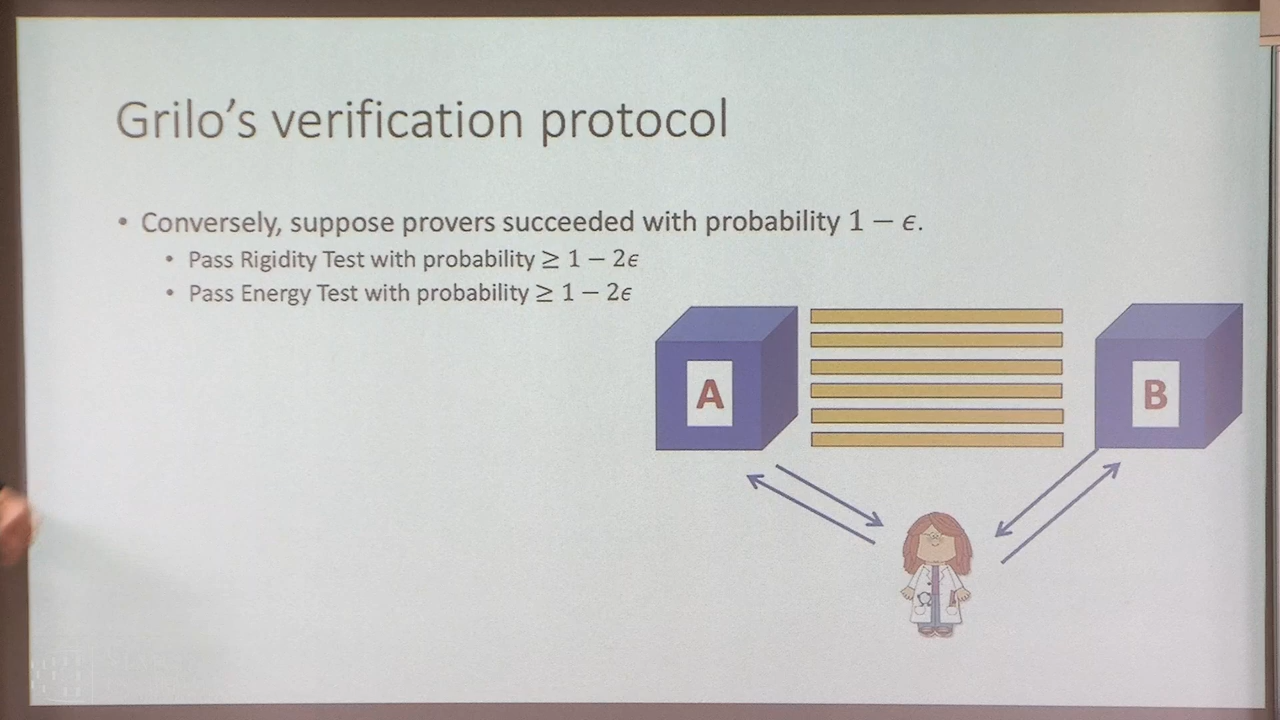 Grilo's verification protocol
• Conversely, suppose provers succeeded with probability 1 − ϵ.
• Pass Rigidity Test with probability ≥ 1 − 2ϵ
• Pass Energy Test with probability ≥ 1 − 2ϵ
A
B